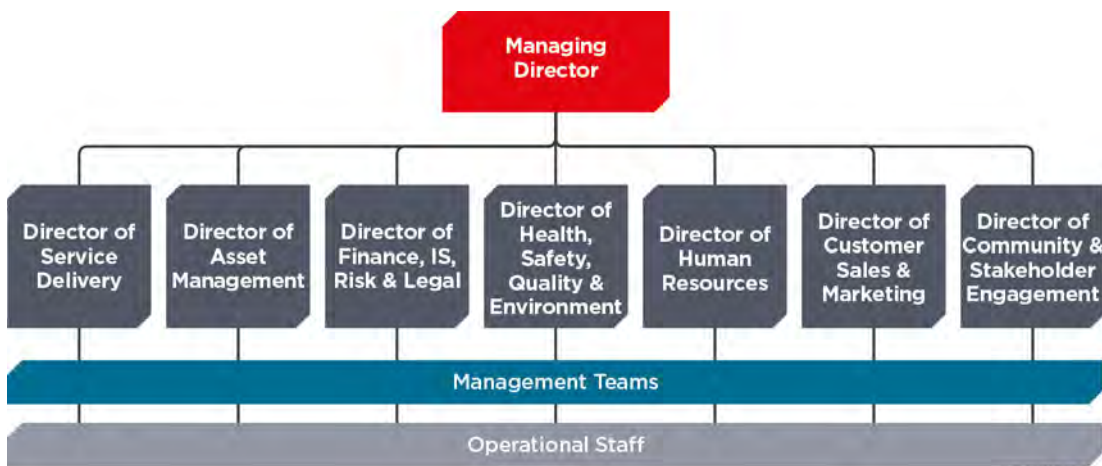 Managing
Director
Director of
Service
Delivery
Director of
Asset
Management
Director of
Finance, IS,
Risk & Legal
Director of
Health,
Safety,
Quality &
Environment
Director of
Human
Resources
Director of
Customer
Sales &
Marketing
Director of
Community &
Stakeholder
Engagement
Management Teams
Operational Staff